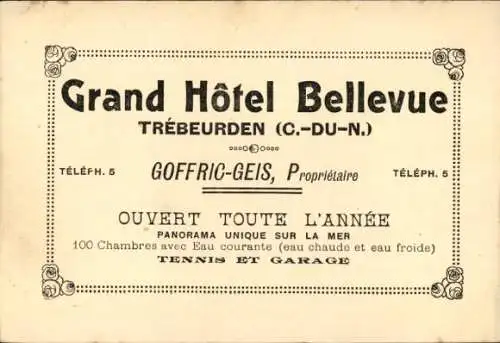 Grand Hôtel Bellevue
TRÉBEURDEN (C.-DU-N.)
TÉLÉFH. 5 GOFFRIC-GEIS, Propriétaire TÉLÉPH. 5
OUVERT TOUTE L'ANNÉE
PANORAMA UNIQUE SUR LA MER
100 Chambres avec Eau courante (eau chaude et eau froide)
TENNIS ET GARAGE